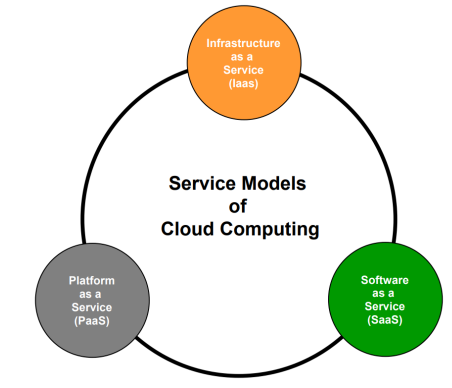 Infrastructure
as a
Service
(Iaas)
Service Models
of
Cloud Computing
Platform
as a
Service
(PaaS)
Software
as a
Service
(SaaS)